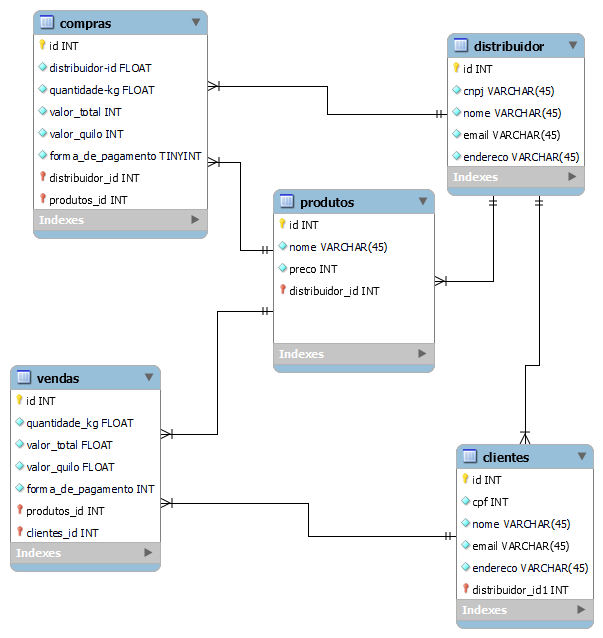 compras
id INT
distribuidor-id FLOAT
quantidade-kg FLOAT
valor_total INT
valor_quilo INT
forma_de_pagamento TINYINT
distribuidor_id INT
produtos_id INT
Indexes
distribuidor
id INT
cnpj VARCHAR(45)
nome VARCHAR(45)
email VARCHAR(45)
endereco VARCHAR(45)
Indexes
produtos
id INT
nome VARCHAR(45)
preco INT
distribuidor_id INT
Indexes
vendas
id INT
quantidade_kg FLOAT
valor_total FLOAT
valor_quilo FLOAT
forma_de_pagamento INT
produtos_id INT
clientes_id INT
Indexes
clientes
id INT
cpf INT
nome VARCHAR(45)
email VARCHAR(45)
endereco VARCHAR(45)
distribuidor_id1 INT
Indexes